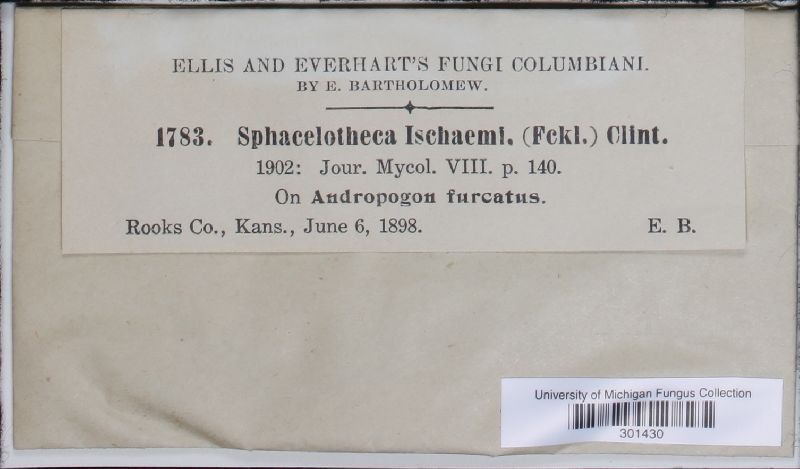 ELLIS AND EVERHART'S FUNGI COLUMBIANI.
BY E. BARTHOLOMEW.
1783. Sphacelotheca Ischaemi. (Fckl.) Clint.
1902: Jour. Mycol. VIII. p. 140.
On Andropogon furcatus.
Rooks Co., Kans., June 6, 1898. E. B.
University of Michigan Fungus Collection
301430